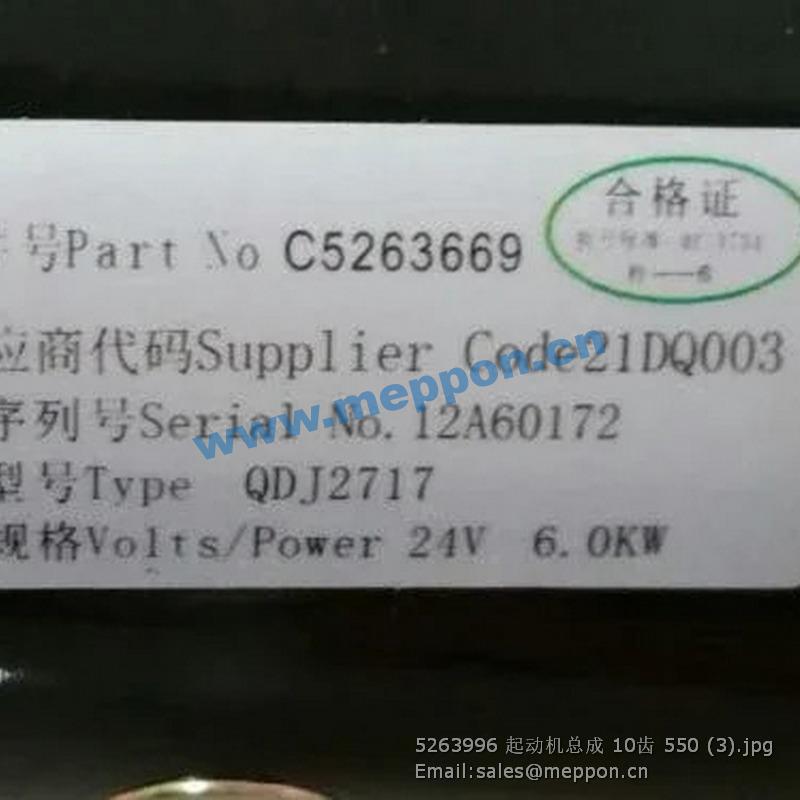 合格证
号Part No C5263669
——6
应商代码Supplier Code21DQ003
序列号Serial No. 12A60172
www.meppon.cn
型号Type QDJ2717
规格Volts/Power 24V 6.0KW
5263996 起动机总成 10齿 550 (3).jpg
Email:sales@meppon.cn